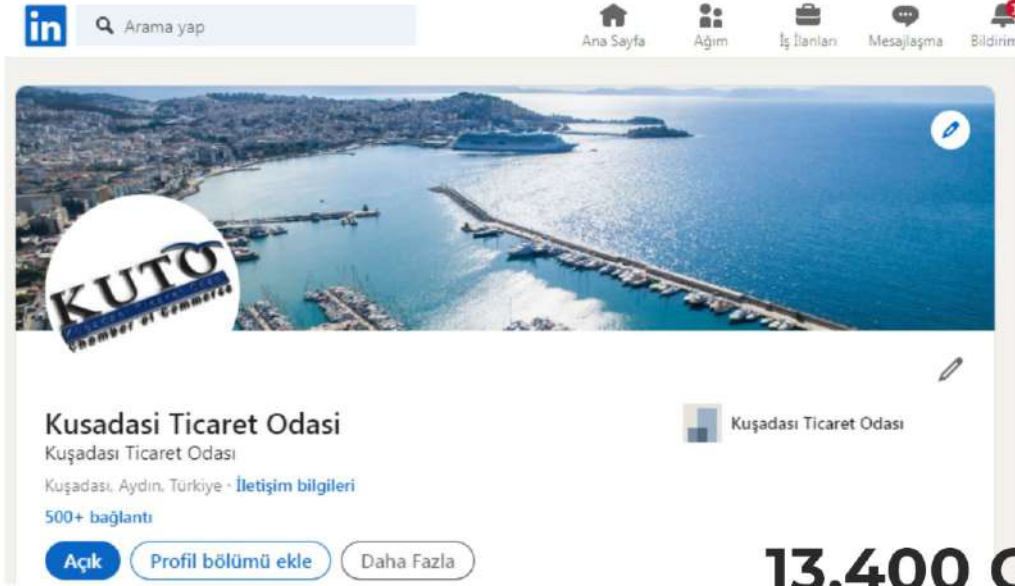 in
Arama yap
Ana Sayfa
Ağım
İş İlanları
Mesajlaşma
Bildirim
KUTO
Chamber of Commerce
Kusadasi Ticaret Odasi
Kuşadası Ticaret Odası
Kuşadası Ticaret Odası
Kuşadası, Aydın, Türkiye · İletişim bilgileri
500+ bağlantı
Açık
Profil bölümü ekle
Daha Fazla
13.400